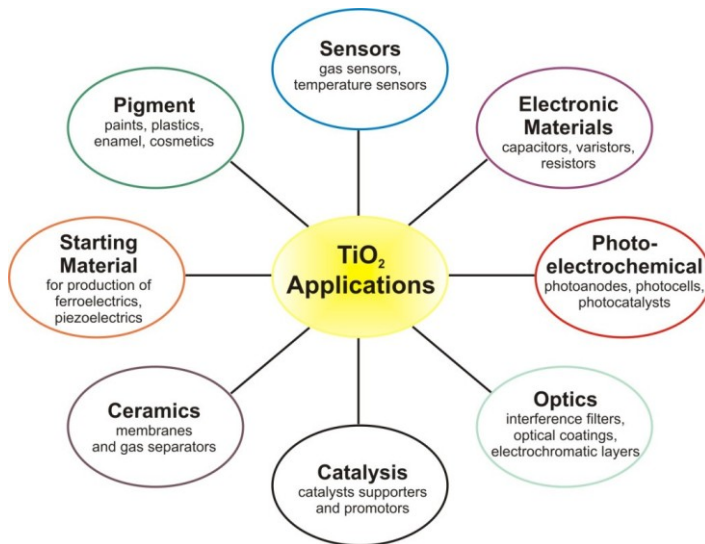 Sensors
gas sensors,
temperature sensors
Pigment
paints, plastics,
enamel, cosmetics
Electronic
Materials
capacitors, varistors,
resistors
Starting
Material
for production of
ferroelectrics,
piezoelectrics
TiO₂
Applications
Photo-
electrochemical
photoanodes, photocells,
photocatalysts
Ceramics
membranes
and gas separators
Optics
interference filters,
optical coatings,
electrochromatic layers
Catalysis
catalysts supporters
and promotors